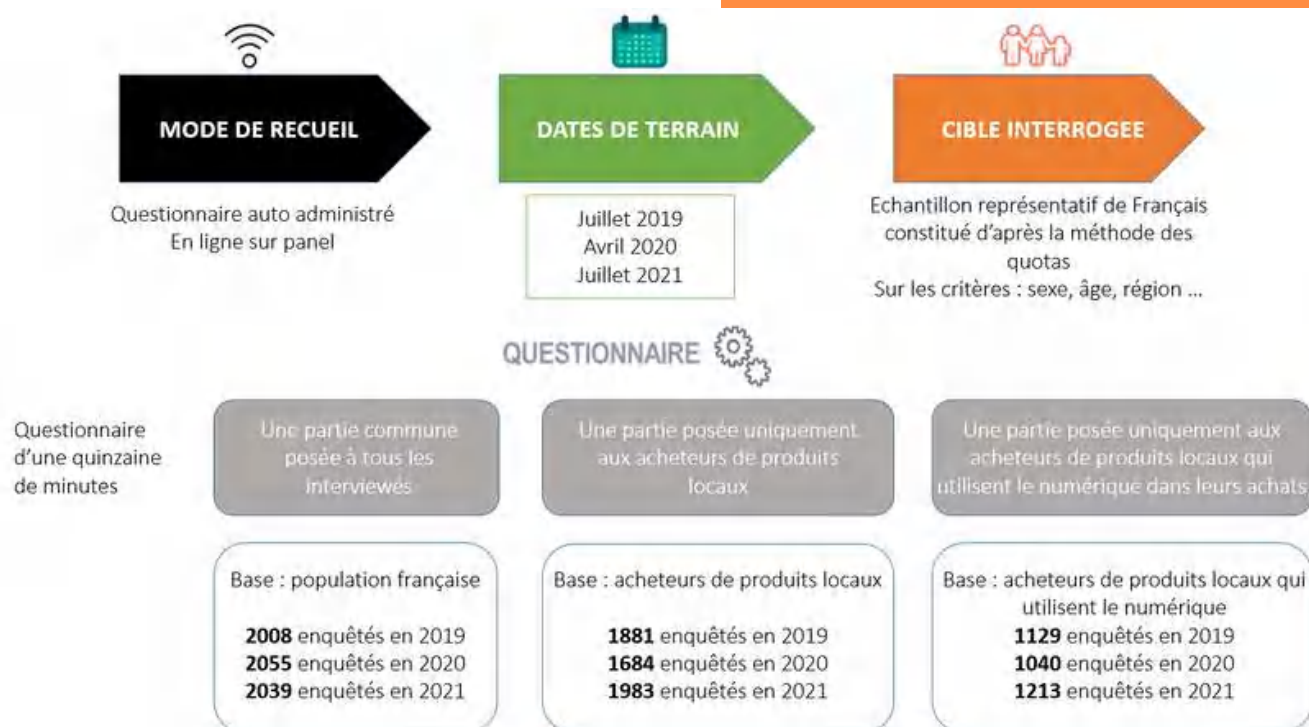 MODE DE RECUEIL
DATES DE TERRAIN
CIBLE INTERROGEE
Questionnaire auto administré
En ligne sur panel
Juillet 2019
Avril 2020
Juillet 2021
Echantillon représentatif de Français
constitué d'après la méthode des
quotas
Sur les critères : sexe, âge, région ...
QUESTIONNAIRE
Questionnaire
d'une quinzaine
de minutes
Une partie commune
posée à tous les
interviewés
Une partie posée uniquement
aux acheteurs de produits
locaux
Une partie posée uniquement aux
acheteurs de produits locaux qui
utilisent le numérique dans leurs achats
Base : population française
2008 enquêtés en 2019
2055 enquêtés en 2020
2039 enquêtés en 2021
Base : acheteurs de produits locaux
1881 enquêtés en 2019
1684 enquêtés en 2020
1983 enquêtés en 2021
Base : acheteurs de produits locaux qui
utilisent le numérique
1129 enquêtés en 2019
1040 enquêtés en 2020
1213 enquêtés en 2021